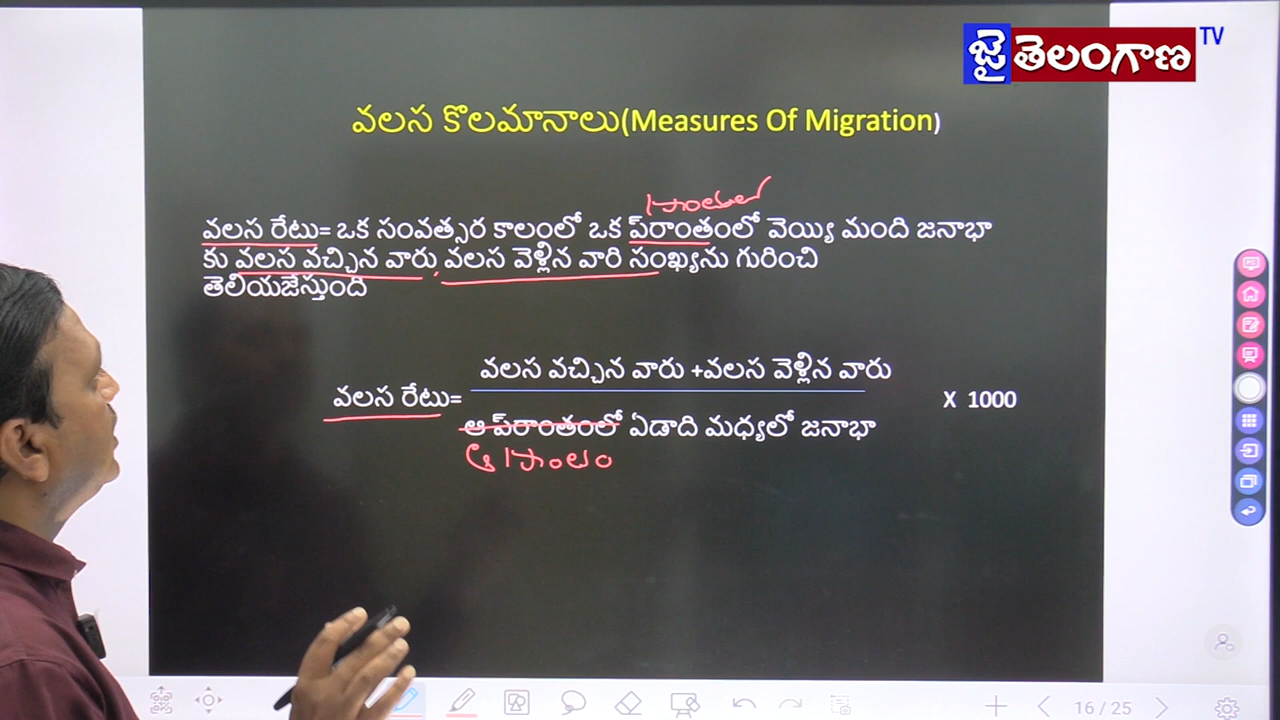 జై తెలంగాణ TV
వలస కొలమానాలు(Measures Of Migration)
వలస రేటు= ఒక సంవత్సర కాలంలో ఒక ప్రాంతంలో వెయ్యి మంది జనాభా
కు వలస వచ్చిన వారు, వలస వెళ్లిన వారి సంఖ్యను గురించి
తెలియజేస్తుంది
వలస వచ్చిన వారు +వలస వెళ్లిన వారు
వలస రేటు= X 1000
ఆ ప్రాంతంలో ఏడాది మధ్యలో జనాభా
16 / 25